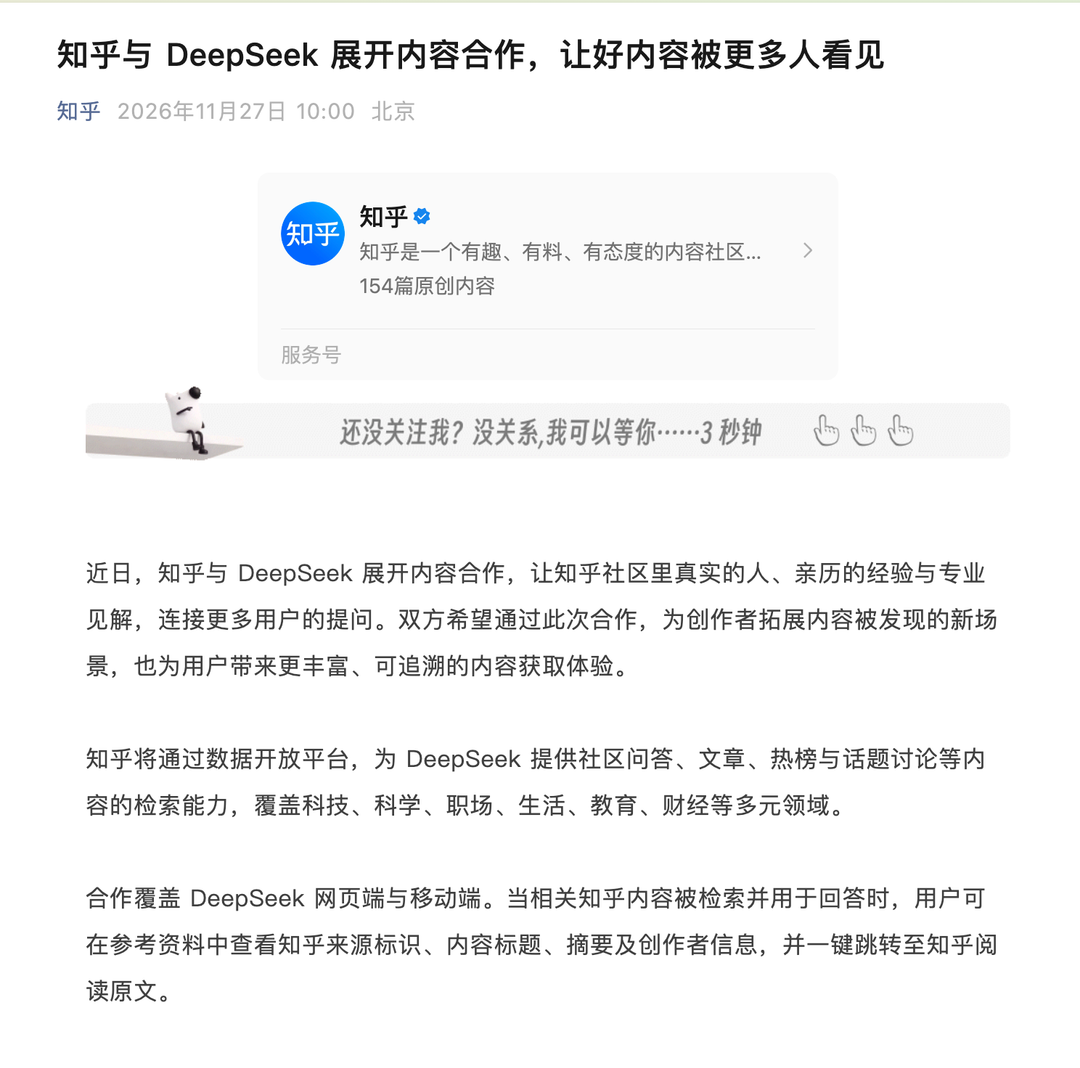 知乎与 DeepSeek 展开内容合作，让好内容被更多人看见
知乎 2026年11月27日 10:00 北京
知乎
知乎
知乎是一个有趣、有料、有态度的内容社区...
154篇原创内容
服务号
还没关注我？没关系,我可以等你······3 秒钟
近日，知乎与 DeepSeek 展开内容合作，让知乎社区里真实的人、亲历的经验与专业
见解，连接更多用户的提问。双方希望通过此次合作，为创作者拓展内容被发现的新场
景，也为用户带来更丰富、可追溯的内容获取体验。
知乎将通过数据开放平台，为 DeepSeek 提供社区问答、文章、热榜与话题讨论等内
容的检索能力，覆盖科技、科学、职场、生活、教育、财经等多元领域。
合作覆盖 DeepSeek 网页端与移动端。当相关知乎内容被检索并用于回答时，用户可
在参考资料中查看知乎来源标识、内容标题、摘要及创作者信息，并一键跳转至知乎阅
读原文。